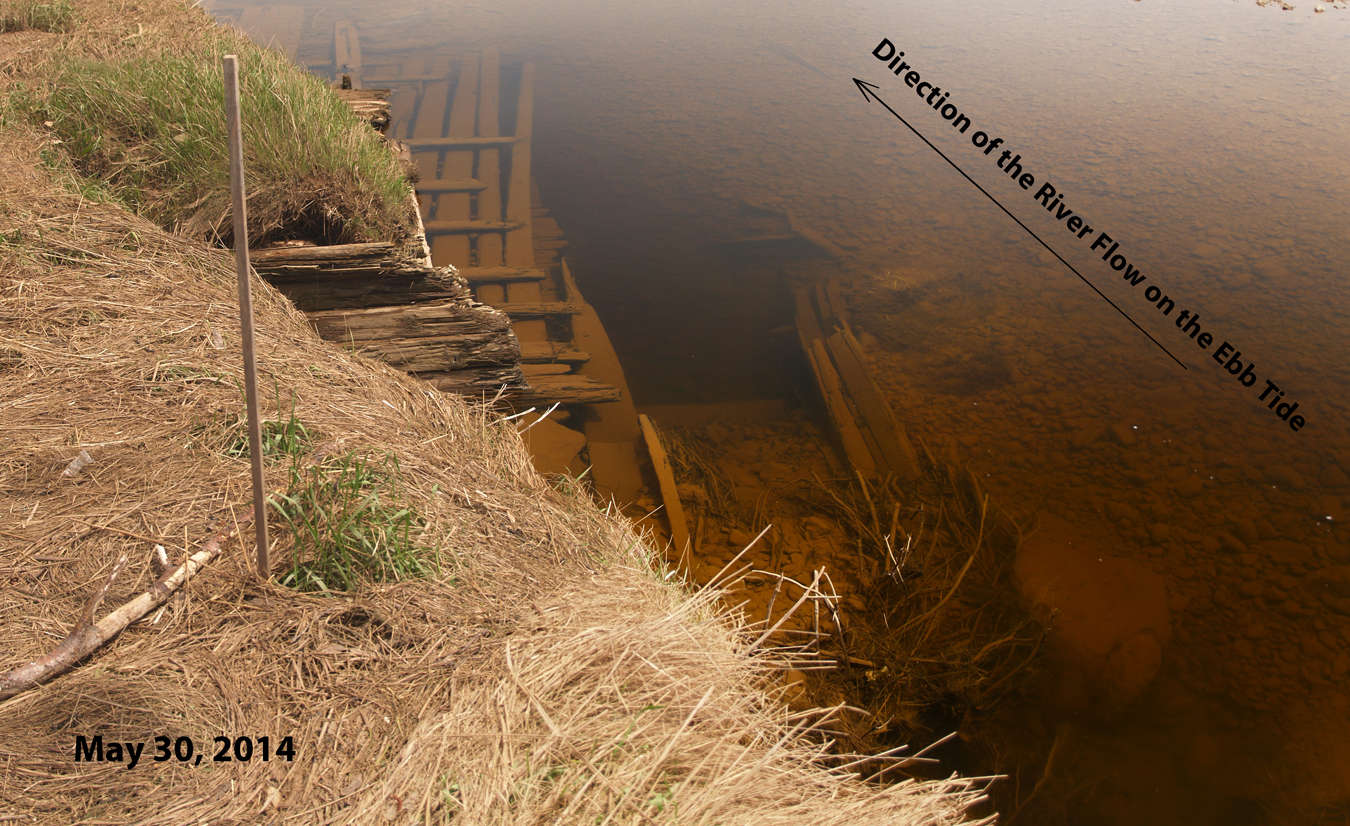 Direction of the River Flow on the Ebb Tide
May 30, 2014